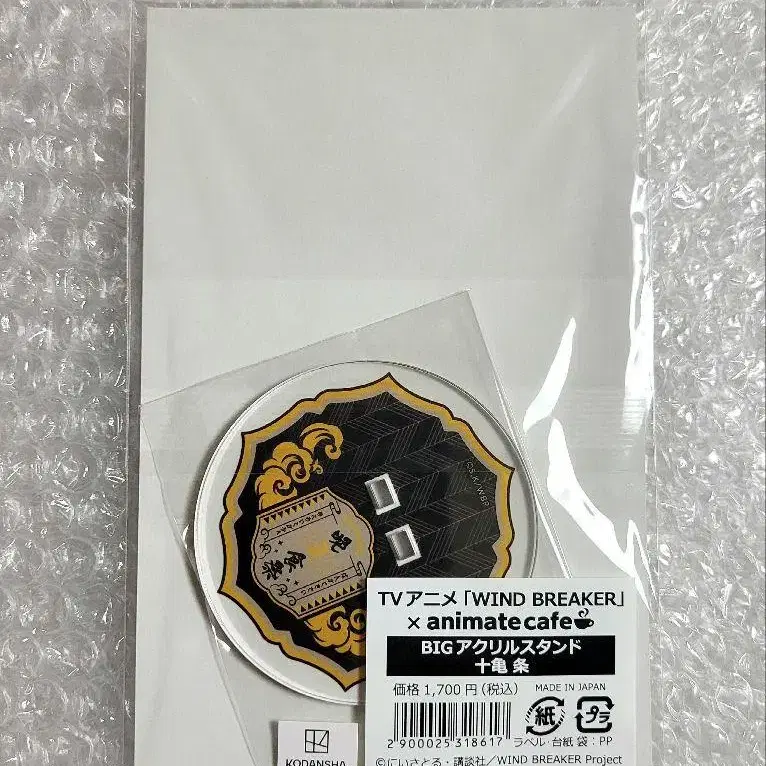 ©S.K/WBP
TVアニメ「WIND BREAKER」
× animatecafe
BIGアクリルスタンド
十亀 条
価格 1,700円(税込)
MADE IN JAPAN
紙
プラ
2900025318617
ラベル・台紙 袋:PP
©にいさとる・講談社／WIND BREAKER Project
KODANSHA